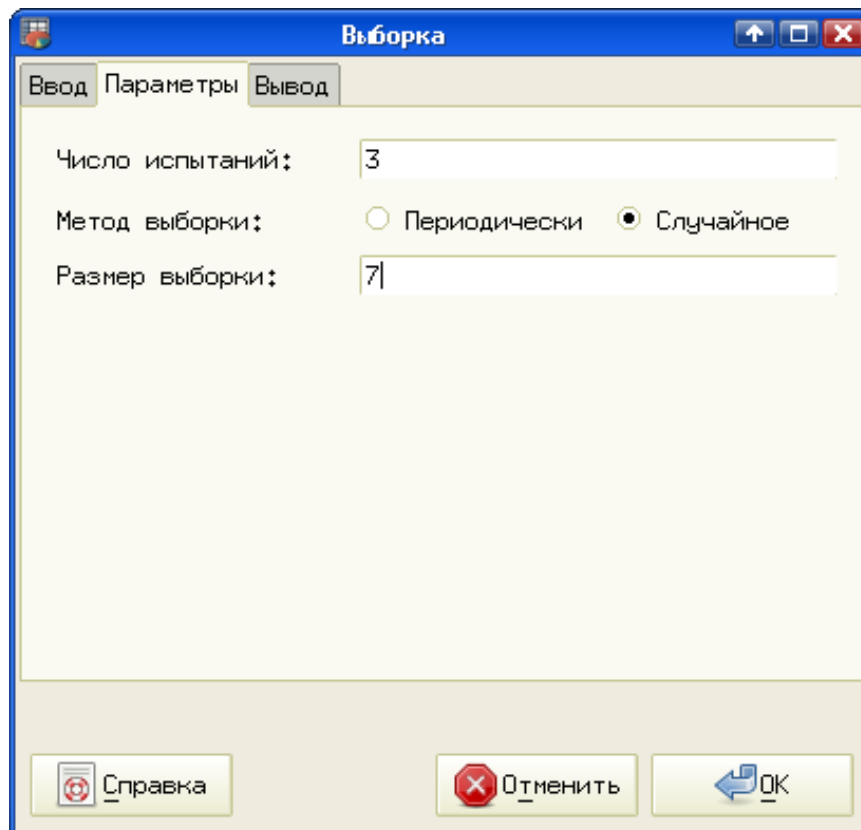 Выборка
Ввод Параметры Вывод
Число испытаний: 3
Метод выборки: Периодически Случайное
Размер выборки: 7
Справка Отменить OK